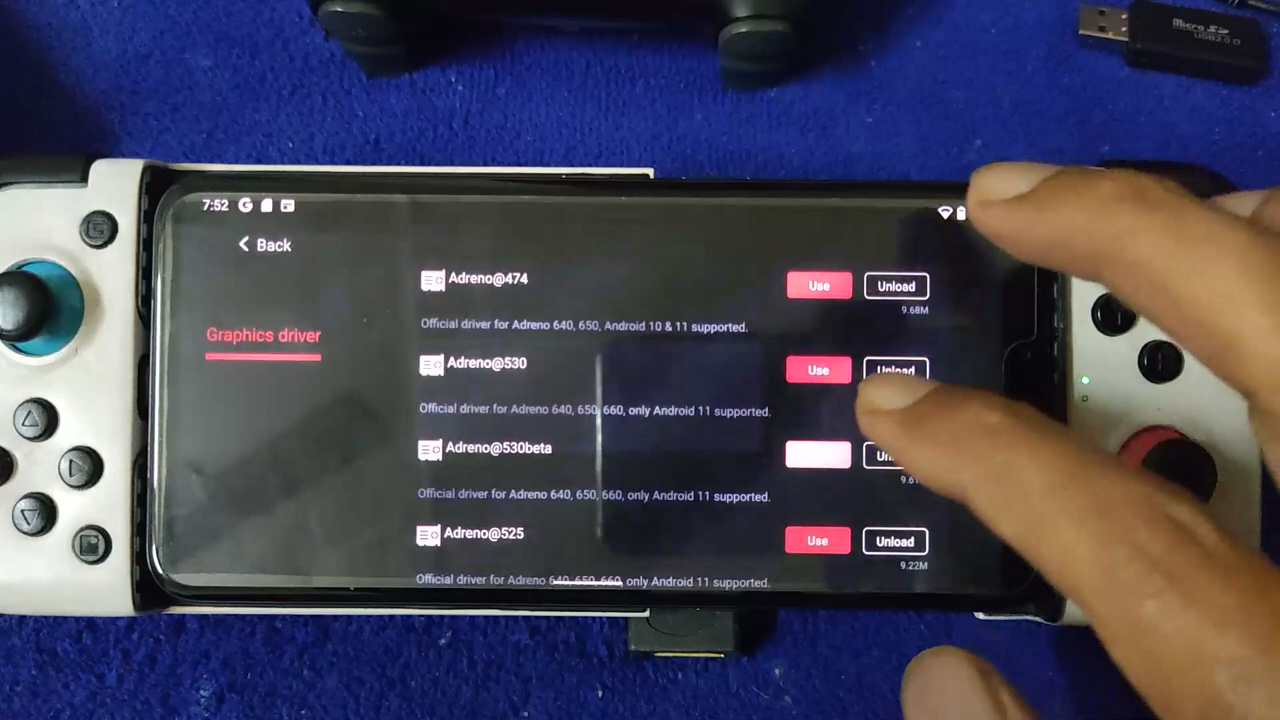 Micro SD
USB2.0
7:52
Back
Graphics driver
Adreno@474
Use
Unload
9.68M
Official driver for Adreno 640, 650, Android 10 & 11 supported.
Adreno@530
Use
Unload
Official driver for Adreno 640, 650, 660, only Android 11 supported.
Adreno@530beta
Official driver for Adreno 640, 650, 660, only Android 11 supported.
Adreno@525
Use
Unload
9.22M
Official driver for Adreno 640, 650, 660, only Android 11 supported.